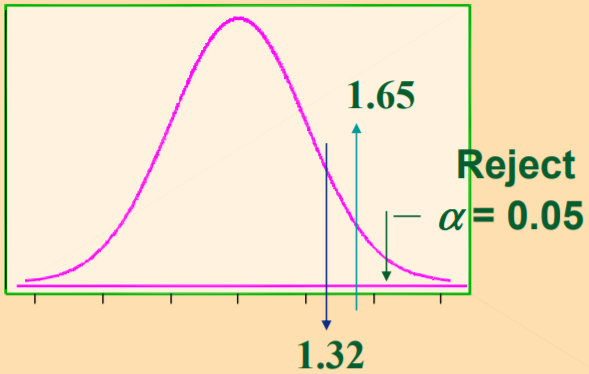 1.65
Reject
α = 0.05
1.32